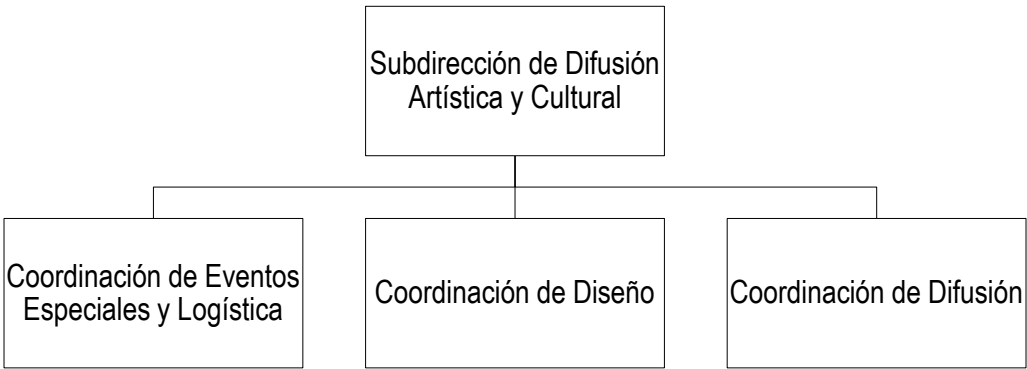 Subdirección de Difusión
Artística y Cultural
Coordinación de Eventos
Especiales y Logística
Coordinación de Diseño
Coordinación de Difusión